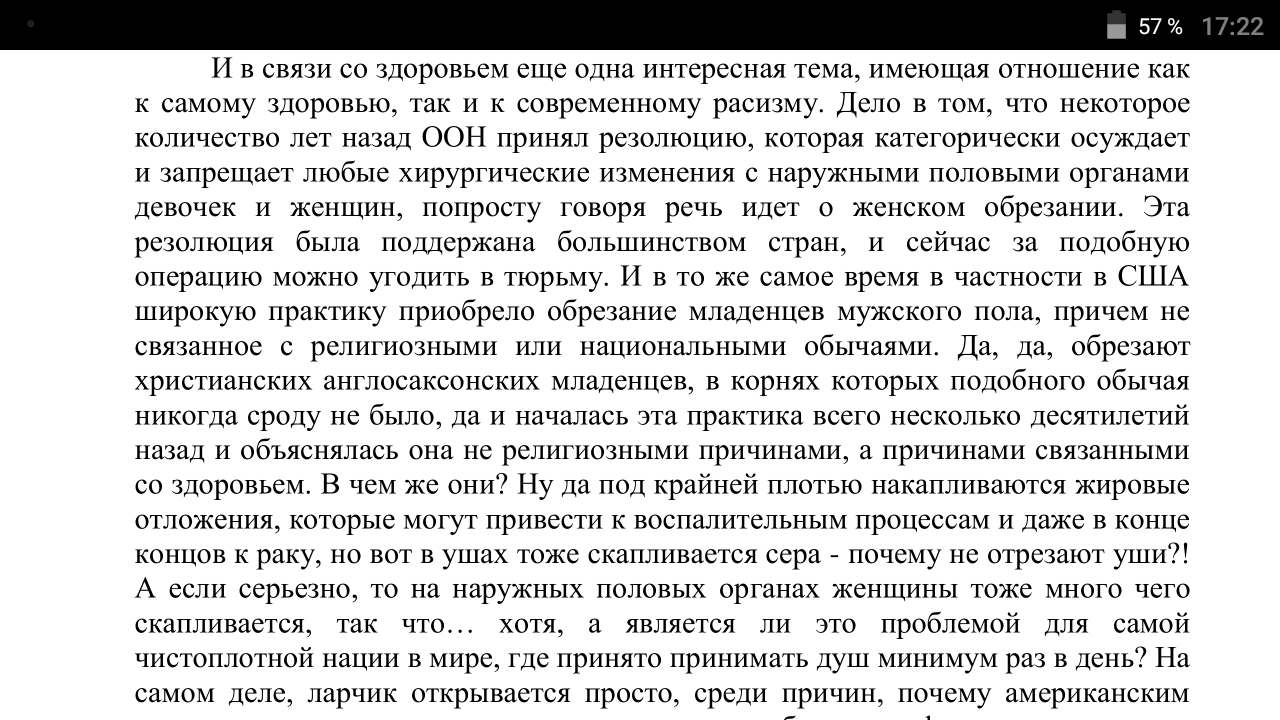 57 % 17:22
И в связи со здоровьем еще одна интересная тема, имеющая отношение как
к самому здоровью, так и к современному расизму. Дело в том, что некоторое
количество лет назад ООН принял резолюцию, которая категорически осуждает
и запрещает любые хирургические изменения с наружными половыми органами
девочек и женщин, попросту говоря речь идет о женском обрезании. Эта
резолюция была поддержана большинством стран, и сейчас за подобную
операцию можно угодить в тюрьму. И в то же самое время в частности в США
широкую практику приобрело обрезание младенцев мужского пола, причем не
связанное с религиозными или национальными обычаями. Да, да, обрезают
христианских англосаксонских младенцев, в корнях которых подобного обычая
никогда сроду не было, да и началась эта практика всего несколько десятилетий
назад и объяснялась она не религиозными причинами, а причинами связанными
со здоровьем. В чем же они? Ну да под крайней плотью накапливаются жировые
отложения, которые могут привести к воспалительным процессам и даже в конце
концов к раку, но вот в ушах тоже скапливается сера - почему не отрезают уши?!
А если серьезно, то на наружных половых органах женщины тоже много чего
скапливается, так что… хотя, а является ли это проблемой для самой
чистоплотной нации в мире, где принято принимать душ минимум раз в день? На
самом деле, ларчик открывается просто, среди причин, почему американским